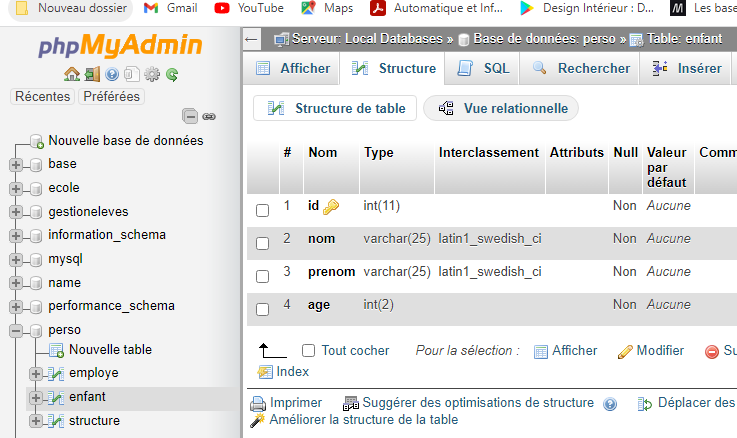 Nouveau dossier Gmail YouTube Maps Automatique et Inf... Design Intérieur : D... Les base
phpMyAdmin
Récentes Préférées
Nouvelle base de données
base
ecole
gestioneleves
information_schema
mysql
name
performance_schema
perso
Nouvelle table
employe
enfant
structure
Serveur: Local Databases » Base de données: perso » Table: enfant
Afficher Structure SQL Rechercher Insérer
Structure de table Vue relationnelle
# Nom Type Interclassement Attributs Null Valeur par défaut Comm
1 id int(11) Non Aucune
2 nom varchar(25) latin1_swedish_ci Non Aucune
3 prenom varchar(25) latin1_swedish_ci Non Aucune
4 age int(2) Non Aucune
Tout cocher Pour la sélection : Afficher Modifier Su
Index
Imprimer Suggérer des optimisations de structure Déplacer des
Améliorer la structure de la table